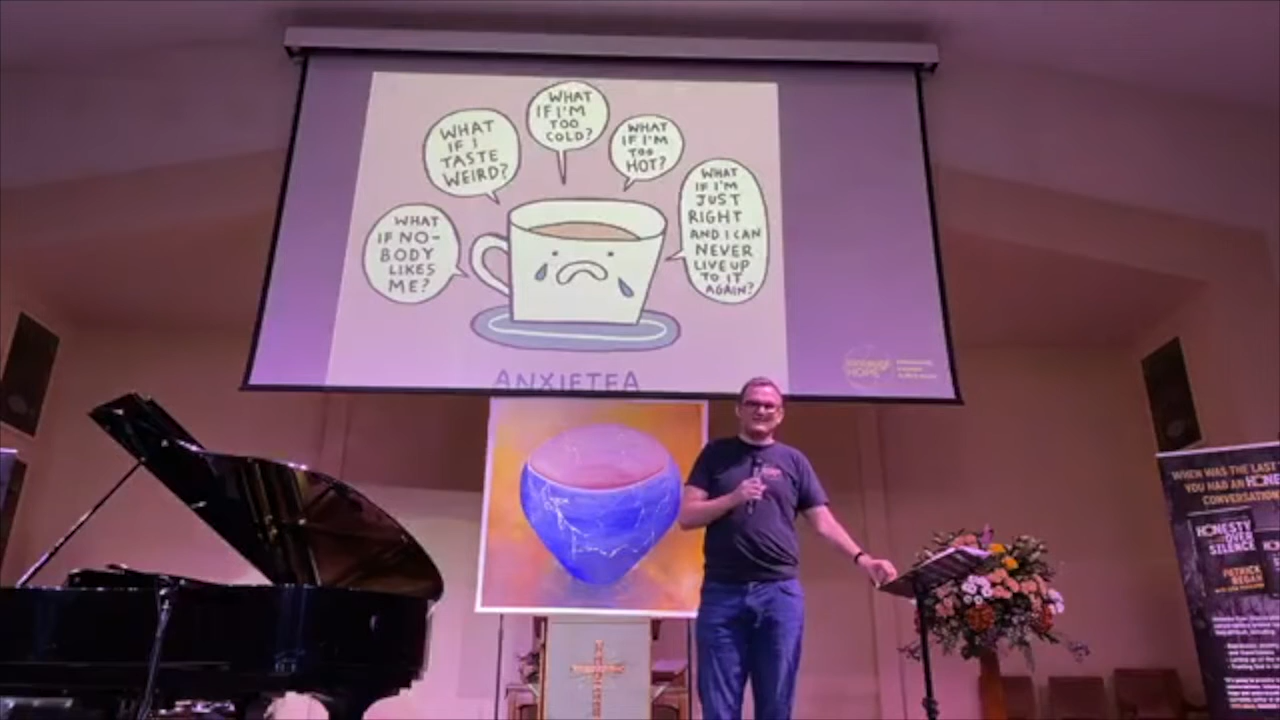 WHAT
IF NO-
BODY
LIKES
ME?
WHAT
IF I
TASTE
WEIRD?
WHAT
IF I'M
TOO
COLD?
WHAT
IF I'M
TOO
HOT?
WHAT
IF I'M
JUST
RIGHT
AND I CAN
NEVER
LIVE UP
TO IT
AGAIN?
ANXIETEA
HOPE
WHEN WAS THE LAST
YOU HAD AN HONE
CONVERSATION
HONESTY
OVER
SILENCE
PATRICK
REGAN